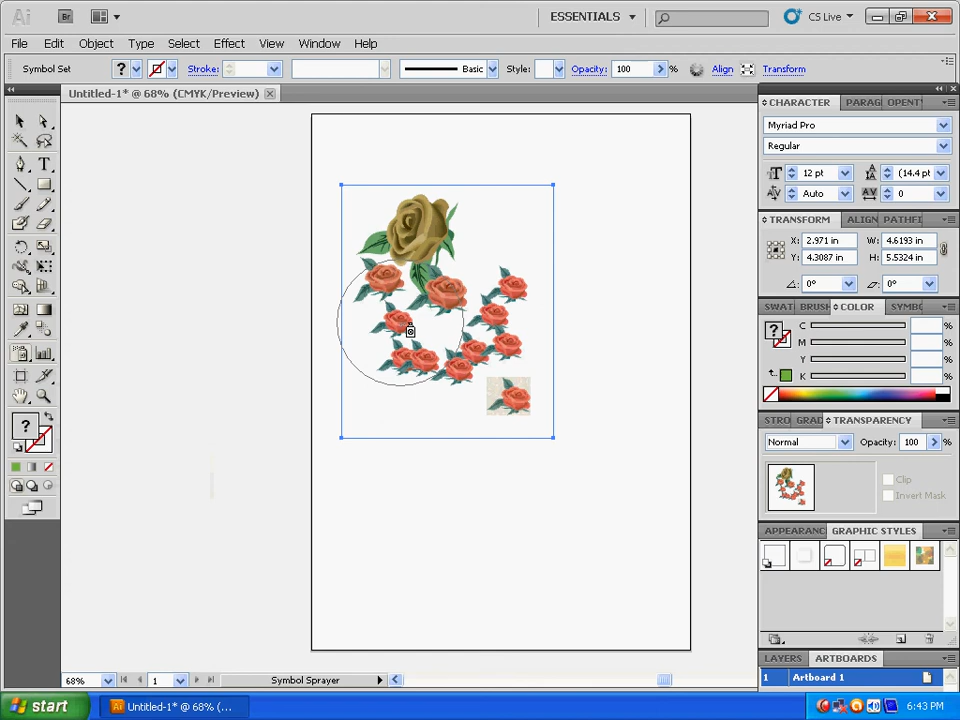 Ai Br ESSENTIALS CS Live
File Edit Object Type Select Effect View Window Help
Symbol Set ? Stroke: Basic Style: Opacity: 100 % Align Transform
Untitled-1* @ 68% (CMYK/Preview)
CHARACTER PARAG OPENT
Myriad Pro
Regular
12 pt (14.4 pt
Auto 0
TRANSFORM ALIGN PATHFI
X: 2.971 in W: 4.6193 in
Y: 4.3087 in H: 5.5324 in
0° 0°
SWAT BRUSH COLOR SYMBO
? C %
M %
Y %
K %
STRO GRAD TRANSPARENCY
Normal Opacity: 100 %
Clip
Invert Mask
APPEARANC GRAPHIC STYLES
LAYERS ARTBOARDS
1 Artboard 1
?
68% 1 Symbol Sprayer
start Untitled-1* @ 68% (... 6:43 PM